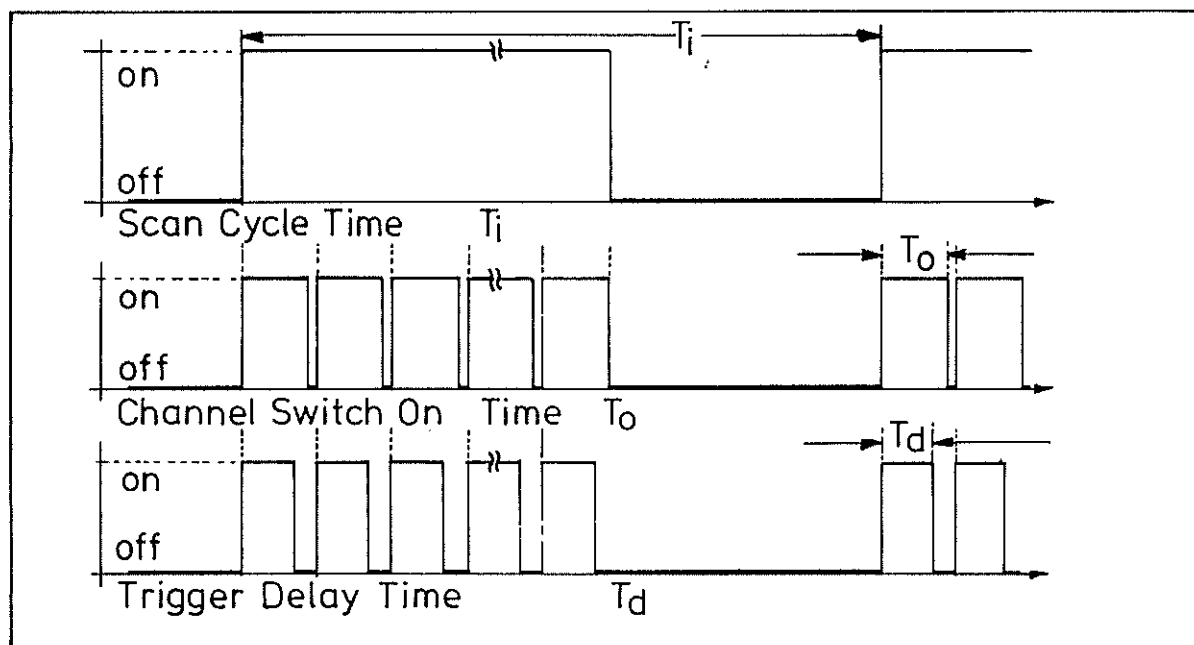 Ti
on
off
Scan Cycle Time Ti
To
on
off
Channel Switch On Time To
Td
on
off
Trigger Delay Time Td